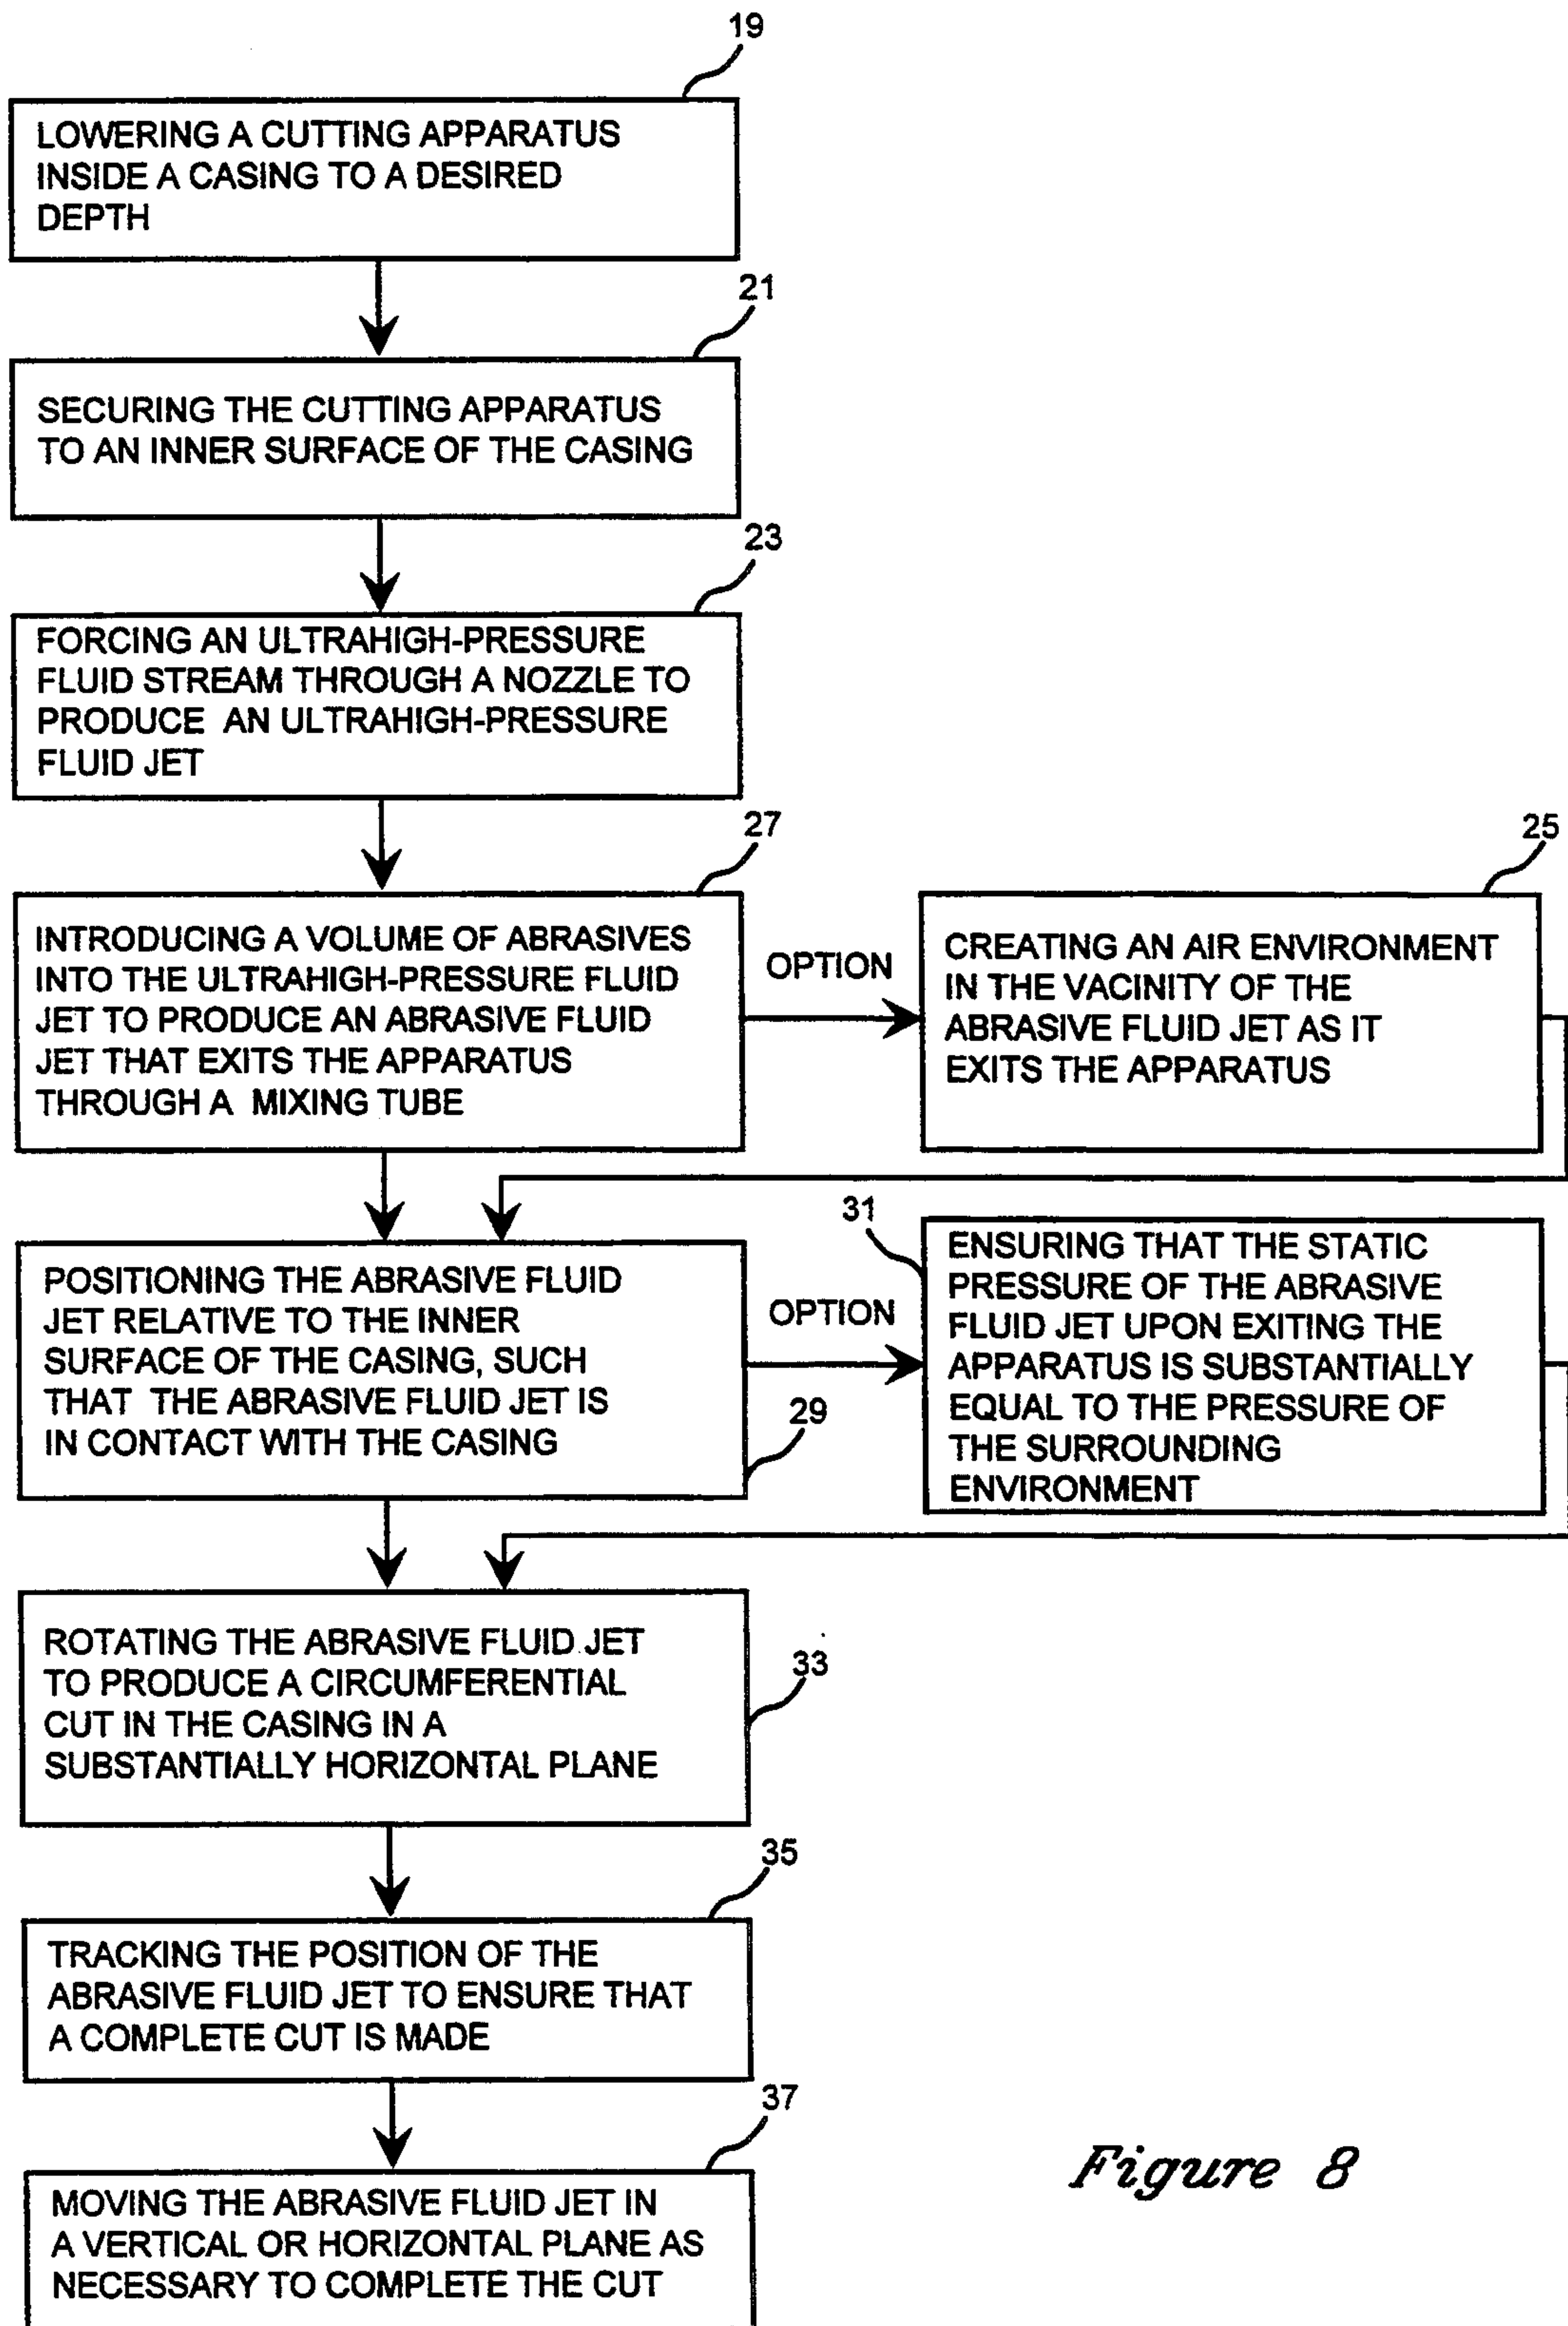 19
LOWERING A CUTTING APPARATUS
INSIDE A CASING TO A DESIRED
DEPTH
21
SECURING THE CUTTING APPARATUS
TO AN INNER SURFACE OF THE CASING
23
FORCING AN ULTRAHIGH-PRESSURE
FLUID STREAM THROUGH A NOZZLE TO
PRODUCE AN ULTRAHIGH-PRESSURE
FLUID JET
27
INTRODUCING A VOLUME OF ABRASIVES
INTO THE ULTRAHIGH-PRESSURE FLUID
JET TO PRODUCE AN ABRASIVE FLUID
JET THAT EXITS THE APPARATUS
THROUGH A MIXING TUBE
OPTION
25
CREATING AN AIR ENVIRONMENT
IN THE VACINITY OF THE
ABRASIVE FLUID JET AS IT
EXITS THE APPARATUS
POSITIONING THE ABRASIVE FLUID
JET RELATIVE TO THE INNER
SURFACE OF THE CASING, SUCH
THAT THE ABRASIVE FLUID JET IS
IN CONTACT WITH THE CASING
29
OPTION
31
ENSURING THAT THE STATIC
PRESSURE OF THE ABRASIVE
FLUID JET UPON EXITING THE
APPARATUS IS SUBSTANTIALLY
EQUAL TO THE PRESSURE OF
THE SURROUNDING
ENVIRONMENT
ROTATING THE ABRASIVE FLUID JET
TO PRODUCE A CIRCUMFERENTIAL
CUT IN THE CASING IN A
SUBSTANTIALLY HORIZONTAL PLANE
33
35
TRACKING THE POSITION OF THE
ABRASIVE FLUID JET TO ENSURE THAT
A COMPLETE CUT IS MADE
37
MOVING THE ABRASIVE FLUID JET IN
A VERTICAL OR HORIZONTAL PLANE AS
NECESSARY TO COMPLETE THE CUT
Figure 8